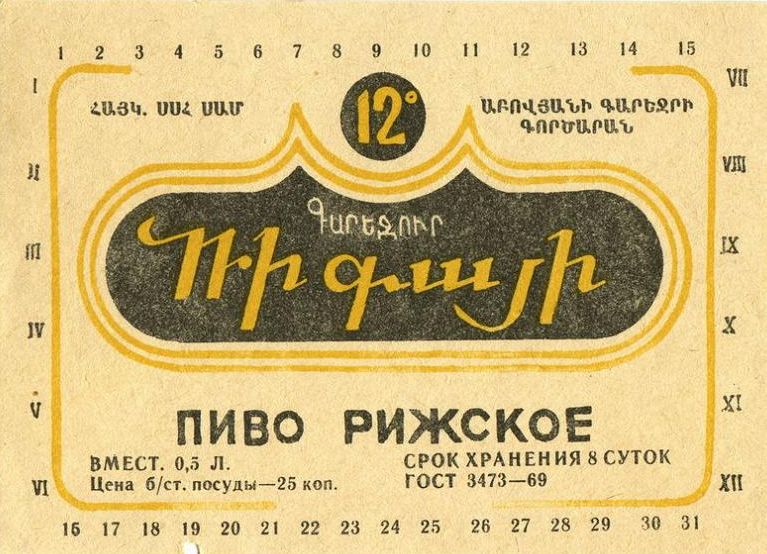 1 2 3 4 5 6 7 8 9 10 11 12 13 14 15
I
VII
ՀԱՅԿ. ՍՍՀ ՍԱՄ
12°
ԱԲՈՎՅԱՆԻ ԳԱՐԵՋՐԻ
ԳՈՐԾԱՐԱՆ
II
VIII
Գարեջուր
Ռիգայի
III
IX
IV
X
ПИВО РИЖСКОЕ
V
XI
ВМЕСТ. 0,5 Л.
СРОК ХРАНЕНИЯ 8 СУТОК
Цена б/ст. посуды—25 коп.
ГОСТ 3473—69
VI
XII
16 17 18 19 20 21 22 23 24 25 26 27 28 29 30 31